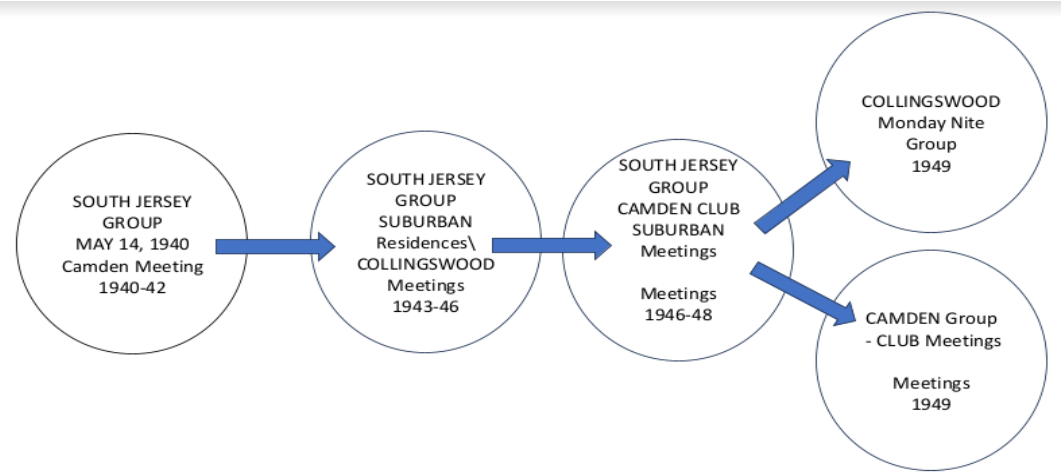 SOUTH JERSEY
GROUP
MAY 14, 1940
Camden Meeting
1940-42
SOUTH JERSEY
GROUP
SUBURBAN
Residences\
COLLINGSWOOD
Meetings
1943-46
SOUTH JERSEY
GROUP
CAMDEN CLUB
SUBURBAN
Meetings
Meetings
1946-48
COLLINGSWOOD
Monday Nite
Group
1949
CAMDEN Group
- CLUB Meetings
Meetings
1949